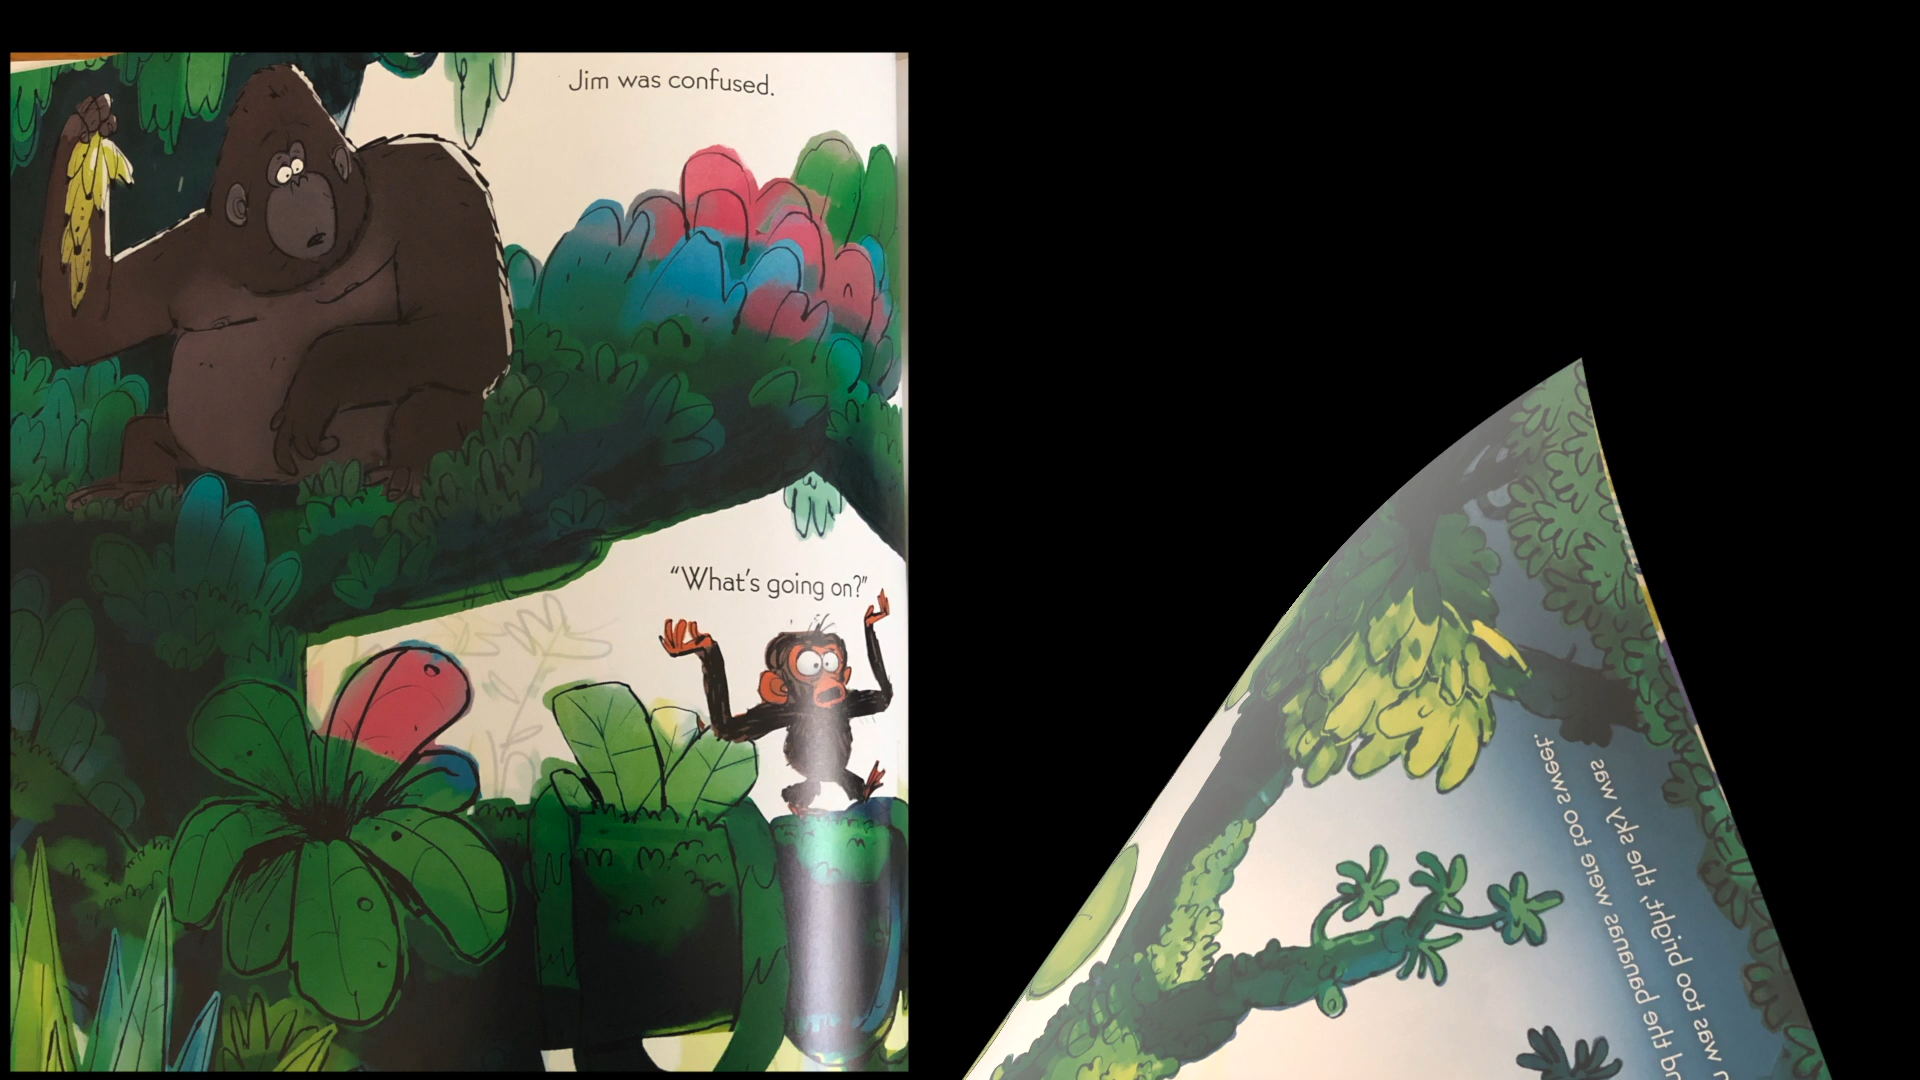 Jim was confused.
“What's going on?”
was too bright, the sky was
the bananas were too sweet.